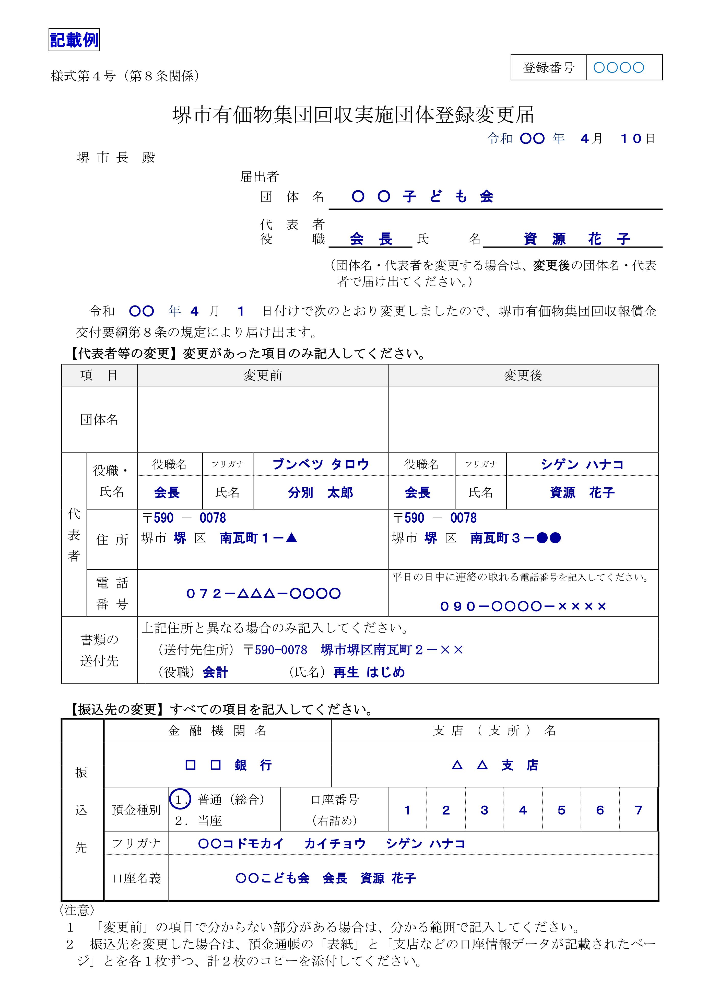 記載例
登録番号 〇〇〇〇
様式第４号（第８条関係）
堺市有価物集団回収実施団体登録変更届
令和 〇〇 年 ４月 １０日
堺 市 長 殿
届出者
団 体 名 〇 〇 子 ど も 会
代 表 者
役 職 会 長 氏 名 資 源 花 子
（団体名・代表者を変更する場合は、変更後の団体名・代表
者で届け出てください。）
令和 〇〇 年 ４ 月 １ 日付けで次のとおり変更しましたので、堺市有価物集団回収報償金
交付要綱第８条の規定により届け出ます。
【代表者等の変更】変更があった項目のみ記入してください。
項 目 変更前 変更後
団体名
代表者
役職・氏名
役職名 フリガナ ブンベツ タロウ 役職名 フリガナ シゲン ハナコ
会長 氏名 分別 太郎 会長 氏名 資源 花子
住 所
〒590 － 0078 〒590 － 0078
堺市 堺 区 南瓦町１－▲ 堺市 堺 区 南瓦町３－●●
電 話
番 号
平日の日中に連絡の取れる電話番号を記入してください。
０７２－△△△－〇〇〇〇 ０９０－〇〇〇〇－××××
書類の
送付先
上記住所と異なる場合のみ記入してください。
（送付先住所）〒590-0078 堺市堺区南瓦町２－××
（役職）会計 （氏名）再生 はじめ
【振込先の変更】すべての項目を記入してください。
振込先
金 融 機 関 名 支 店 （ 支 所 ） 名
□ □ 銀 行 △ △ 支 店
預金種別
１．普通（総合）
２．当座
口座番号
（右詰め）
１ ２ ３ ４ ５ ６ ７
フリガナ 〇〇コドモカイ カイチョウ シゲン ハナコ
口座名義 〇〇こども会 会長 資源 花子
〈注意〉
１ 「変更前」の項目で分からない部分がある場合は、分かる範囲で記入してください。
２ 振込先を変更した場合は、預金通帳の「表紙」と「支店などの口座情報データが記載されたペー
ジ」とを各１枚ずつ、計２枚のコピーを添付してください。